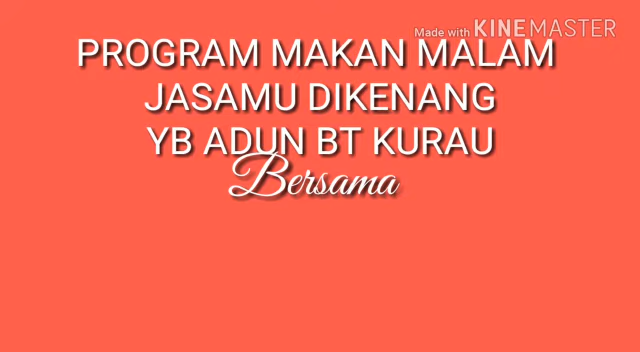 Made with KINEMASTER
PROGRAM MAKAN MALAM
JASAMU DIKENANG
YB ADUN BT KURAU
Bersama